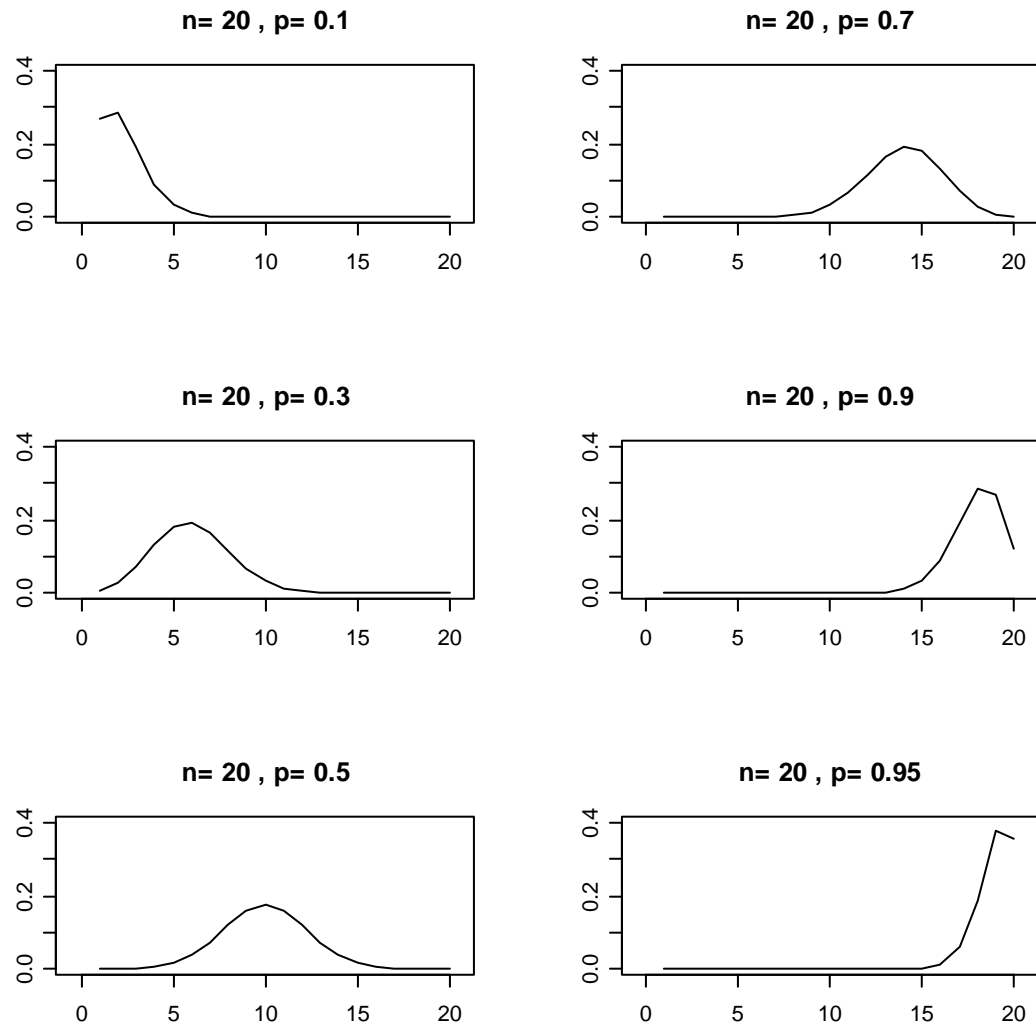 n= 20 , p= 0.1
0.0 0.2 0.4
0 5 10 15 20
n= 20 , p= 0.7
0.0 0.2 0.4
0 5 10 15 20
n= 20 , p= 0.3
0.0 0.2 0.4
0 5 10 15 20
n= 20 , p= 0.9
0.0 0.2 0.4
0 5 10 15 20
n= 20 , p= 0.5
0.0 0.2 0.4
0 5 10 15 20
n= 20 , p= 0.95
0.0 0.2 0.4
0 5 10 15 20